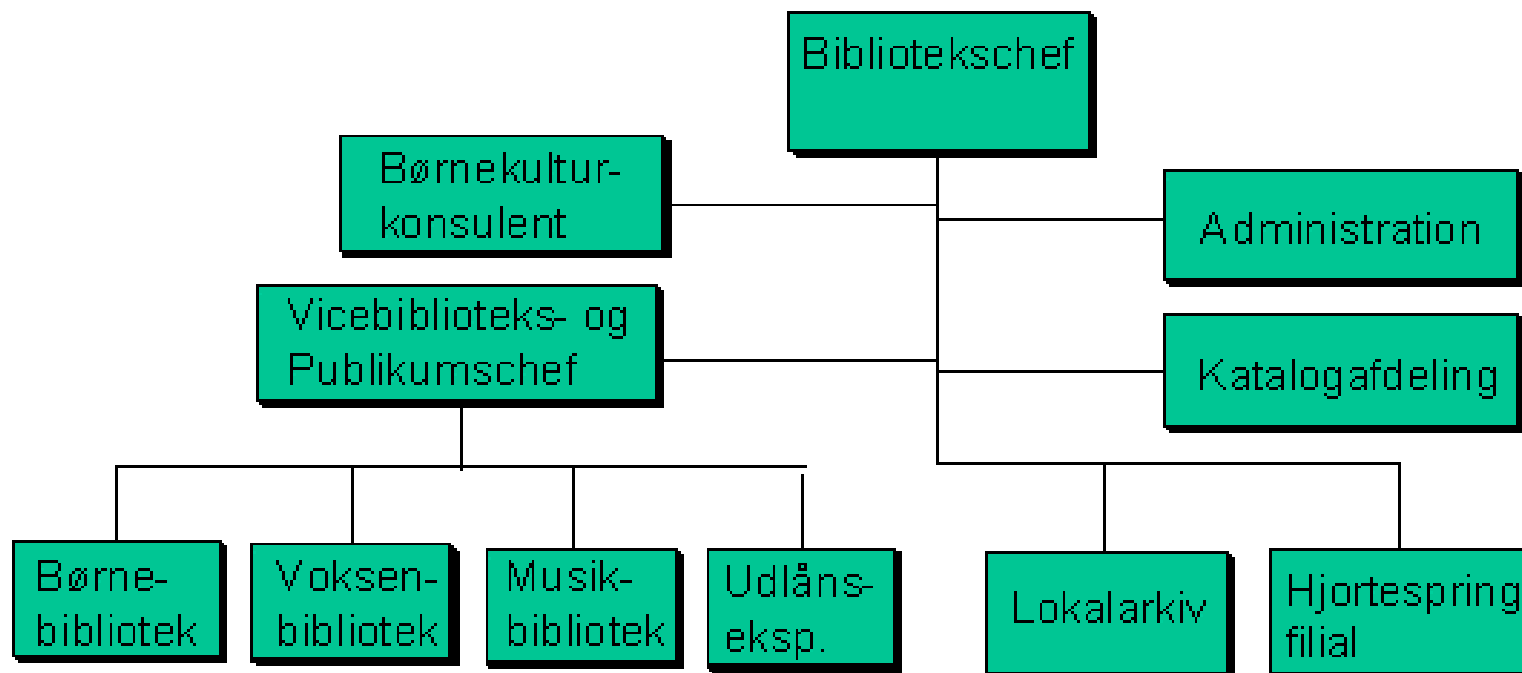 Bibliotekschef
Børnekultur-
konsulent
Administration
Vicebiblioteks- og
Publikumschef
Katalogafdeling
Børne-
bibliotek
Voksen-
bibliotek
Musik-
bibliotek
Udlåns-
eksp.
Lokalarkiv
Hjortespring
filial